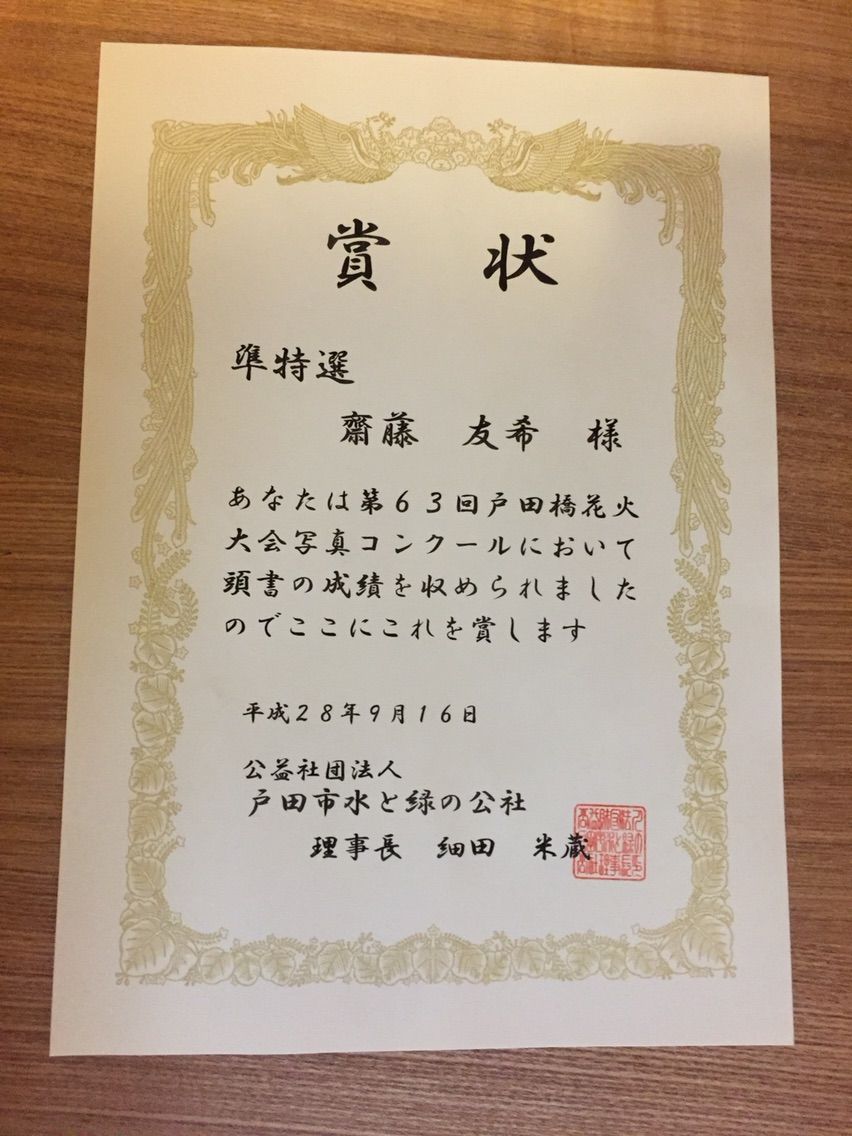 賞 状
準特選
齋藤 友希 様
あなたは第63回戸田橋花火
大会写真コンクールにおいて
頭書の成績を収められました
のでここにこれを賞します
平成28年9月16日
公益社団法人
戸田市水と緑の公社
理事長 細田 米蔵